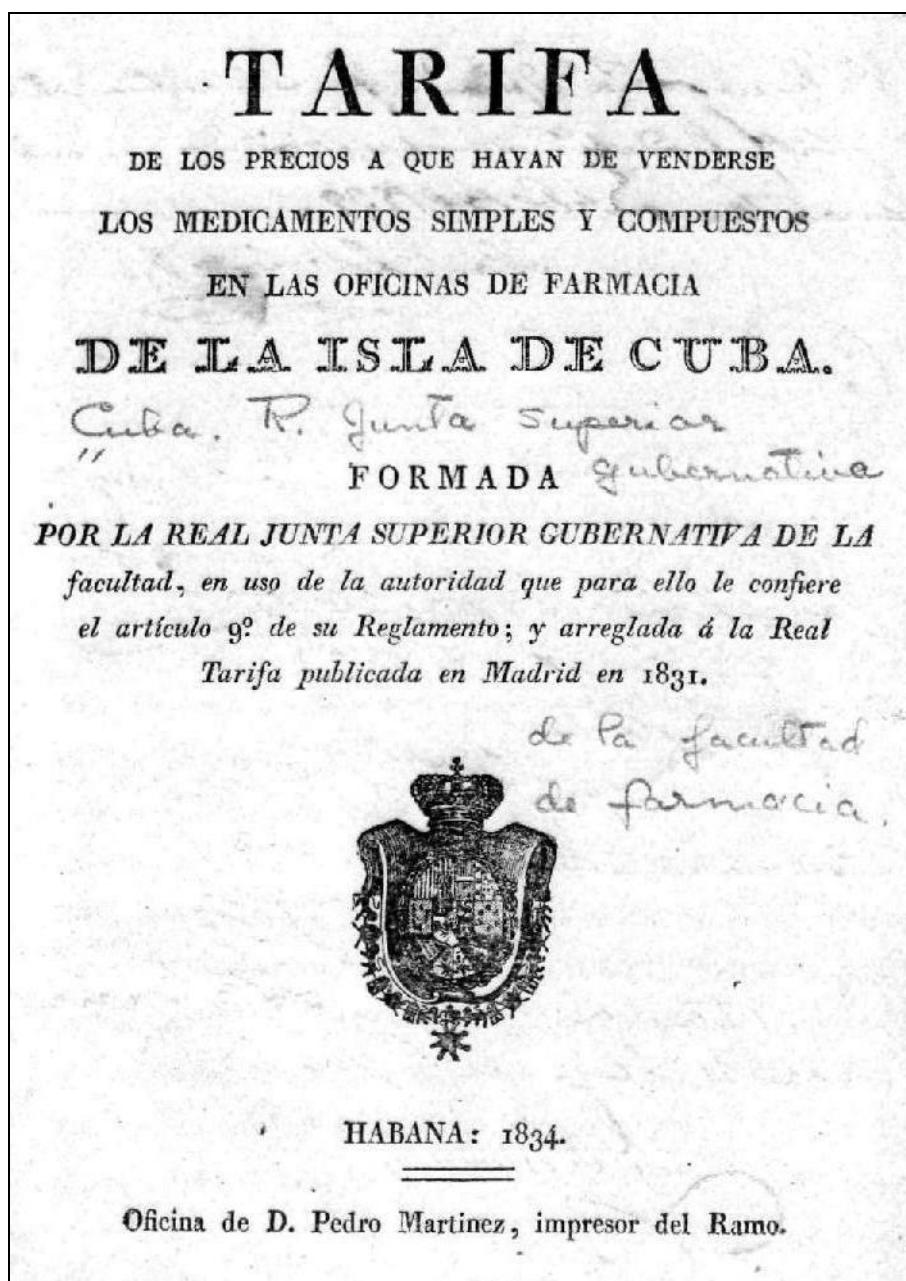 TARIFA
DE LOS PRECIOS A QUE HAYAN DE VENDERSE
LOS MEDICAMENTOS SIMPLES Y COMPUESTOS
EN LAS OFICINAS DE FARMACIA
DE LA ISLA DE CUBA.
Cuba. R. Junta Superior
gubernativa
FORMADA
POR LA REAL JUNTA SUPERIOR GUBERNATIVA DE LA
facultad, en uso de la autoridad que para ello le confiere
el artículo 9º de su Reglamento; y arreglada á la Real
Tarifa publicada en Madrid en 1831.
de la facultad
de farmacia.
HABANA: 1834.
Oficina de D. Pedro Martinez, impresor del Ramo.